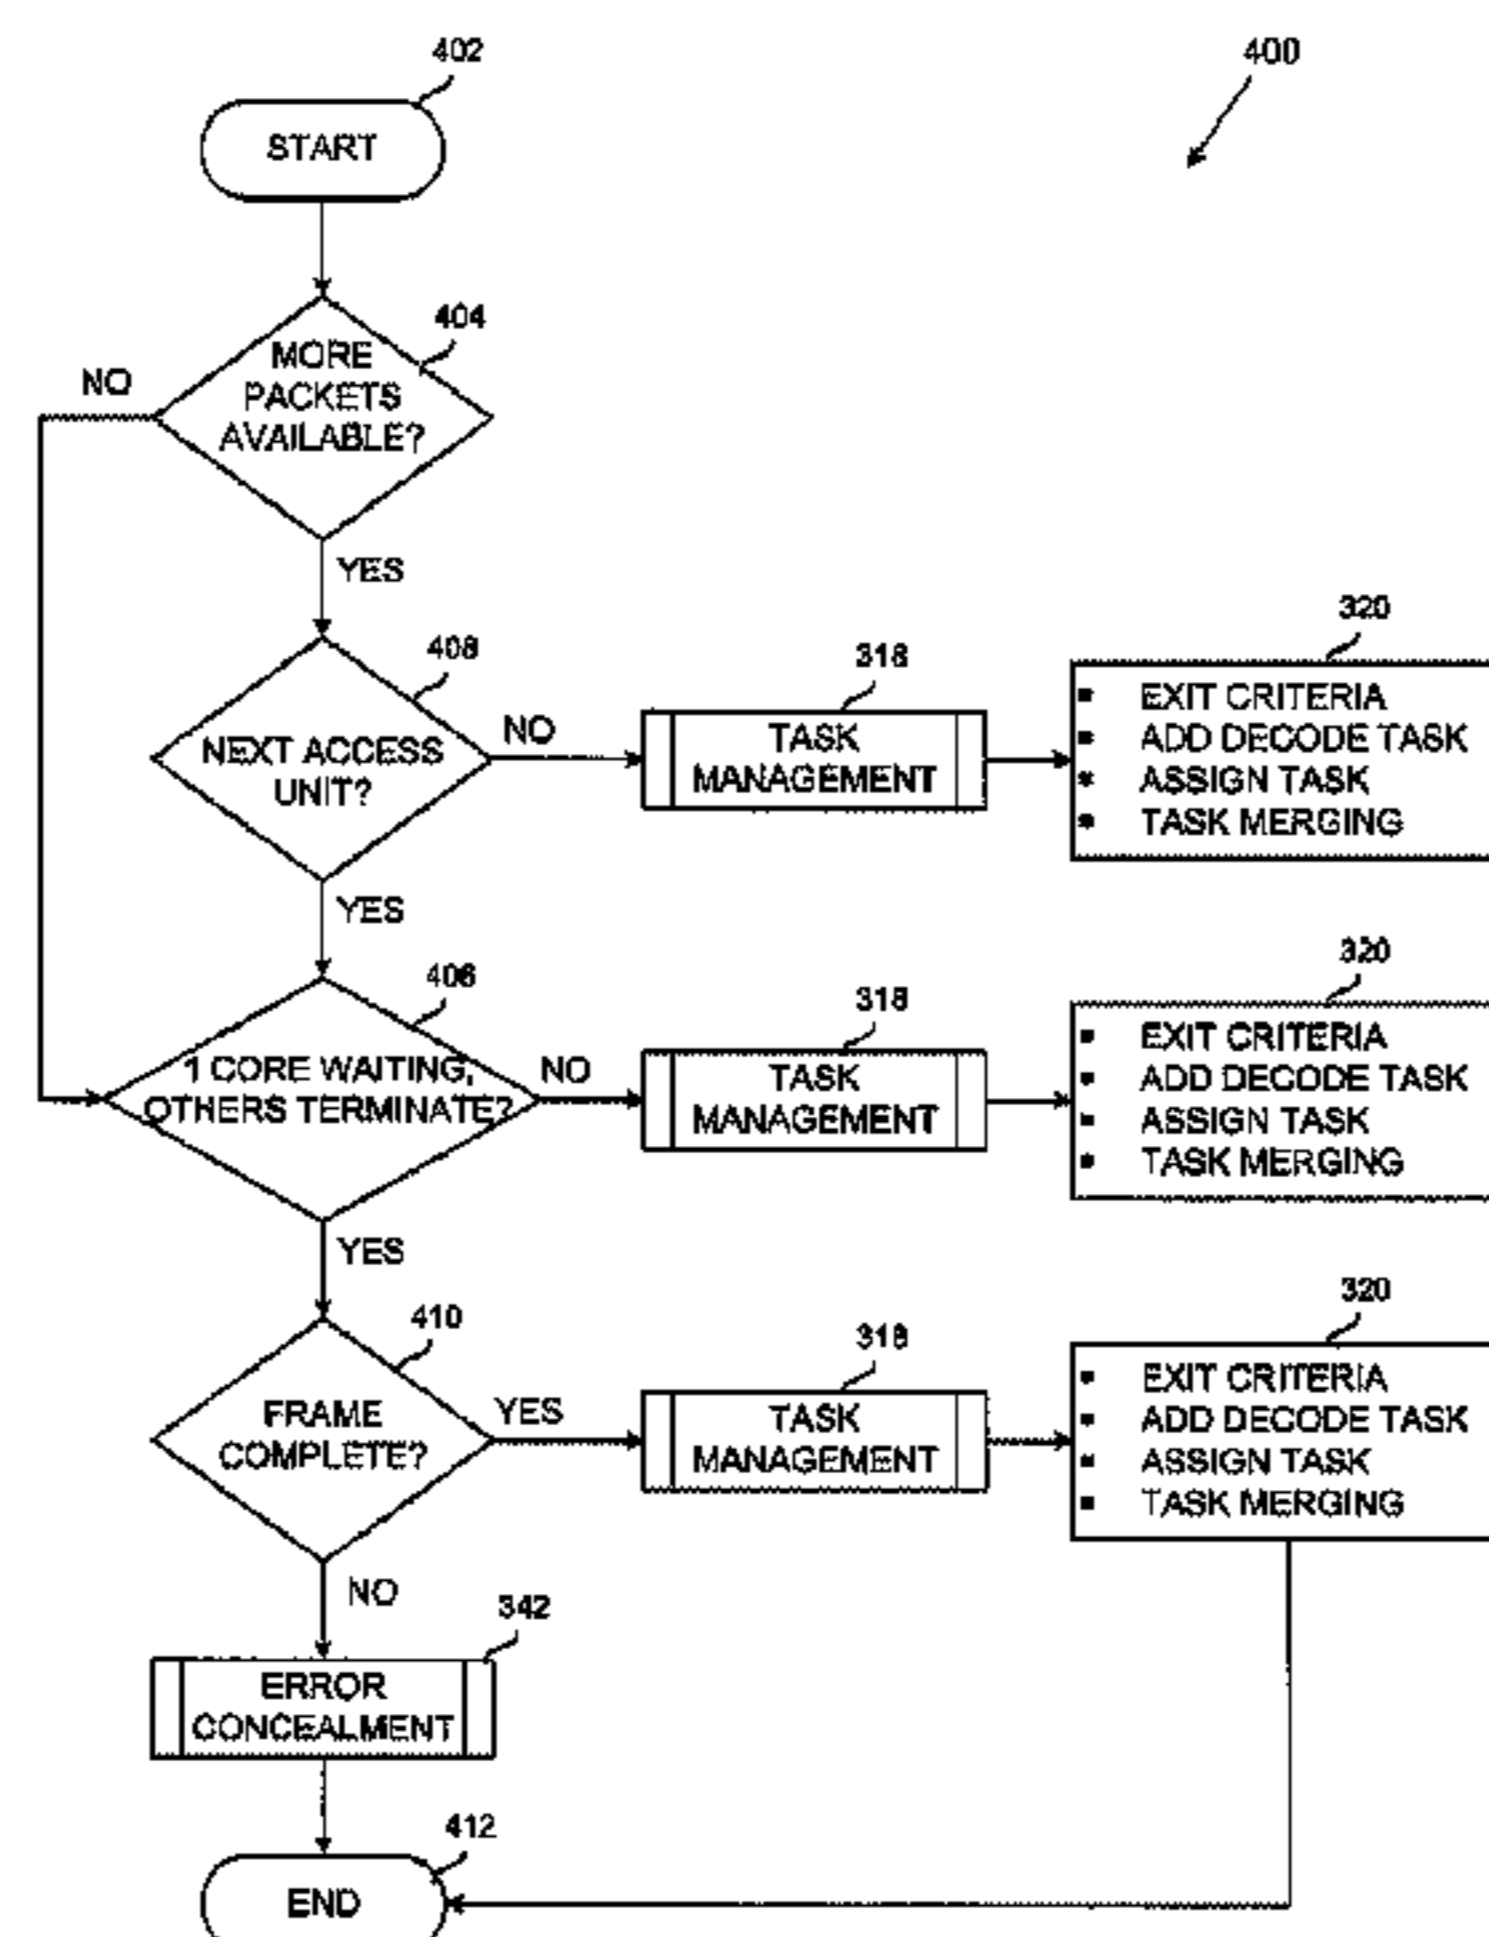 402
400
START
404
MORE
PACKETS
AVAILABLE?
NO
YES
408
NEXT ACCESS
UNIT?
NO
318
TASK
MANAGEMENT
320
▪ EXIT CRITERIA
▪ ADD DECODE TASK
▪ ASSIGN TASK
▪ TASK MERGING
YES
406
1 CORE WAITING,
OTHERS TERMINATE?
NO
318
TASK
MANAGEMENT
320
▪ EXIT CRITERIA
▪ ADD DECODE TASK
▪ ASSIGN TASK
▪ TASK MERGING
YES
410
FRAME
COMPLETE?
YES
318
TASK
MANAGEMENT
320
▪ EXIT CRITERIA
▪ ADD DECODE TASK
▪ ASSIGN TASK
▪ TASK MERGING
NO
342
ERROR
CONCEALMENT
412
END